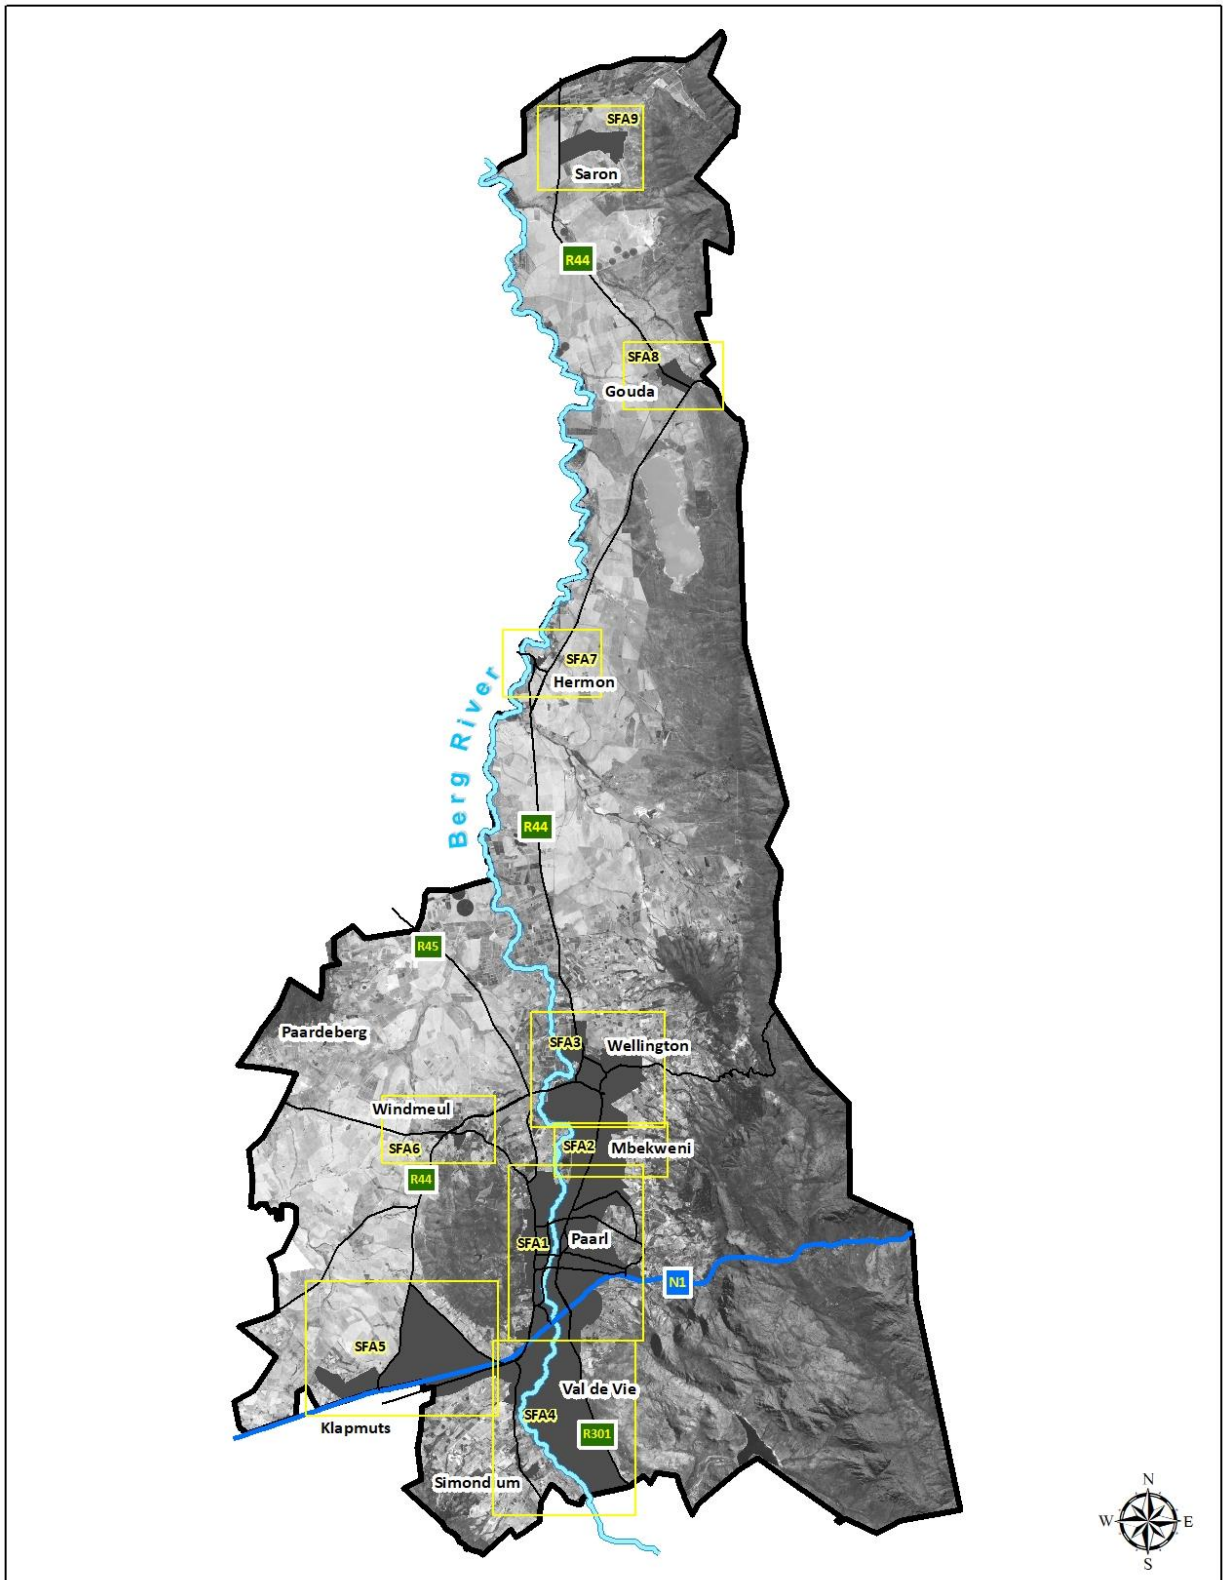 SFA9
Saron
R44
SFA8
Gouda
SFA7
Hermon
Berg River
R44
R45
Paardeberg
SFA3
Wellington
Windmeul
SFA6
SFA2
Mbekweni
R44
SFA1
Paarl
N1
SFA5
Val de Vie
SFA4
R301
Klapmuts
Simondium
N
W
E
S